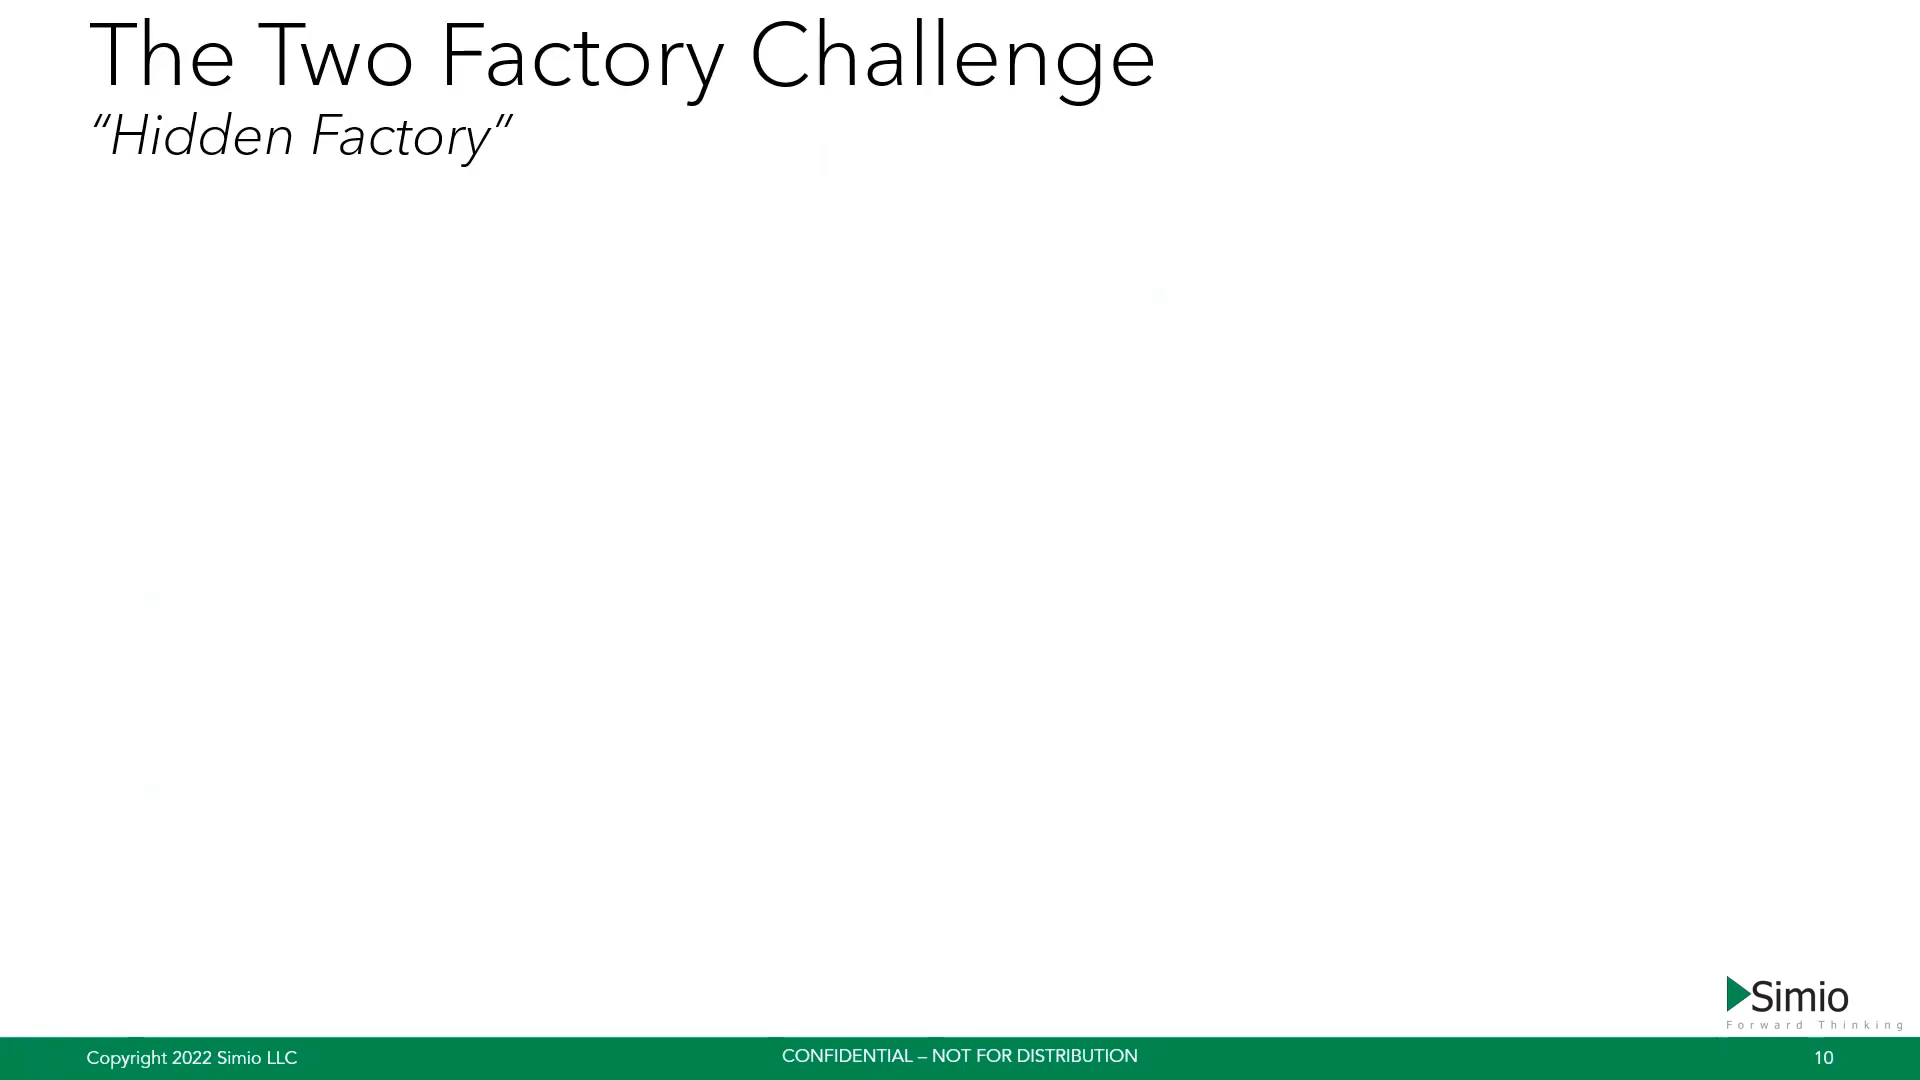 The Two Factory Challenge
“Hidden Factory”
Simio
Forward Thinking
Copyright 2022 Simio LLC
CONFIDENTIAL – NOT FOR DISTRIBUTION
10